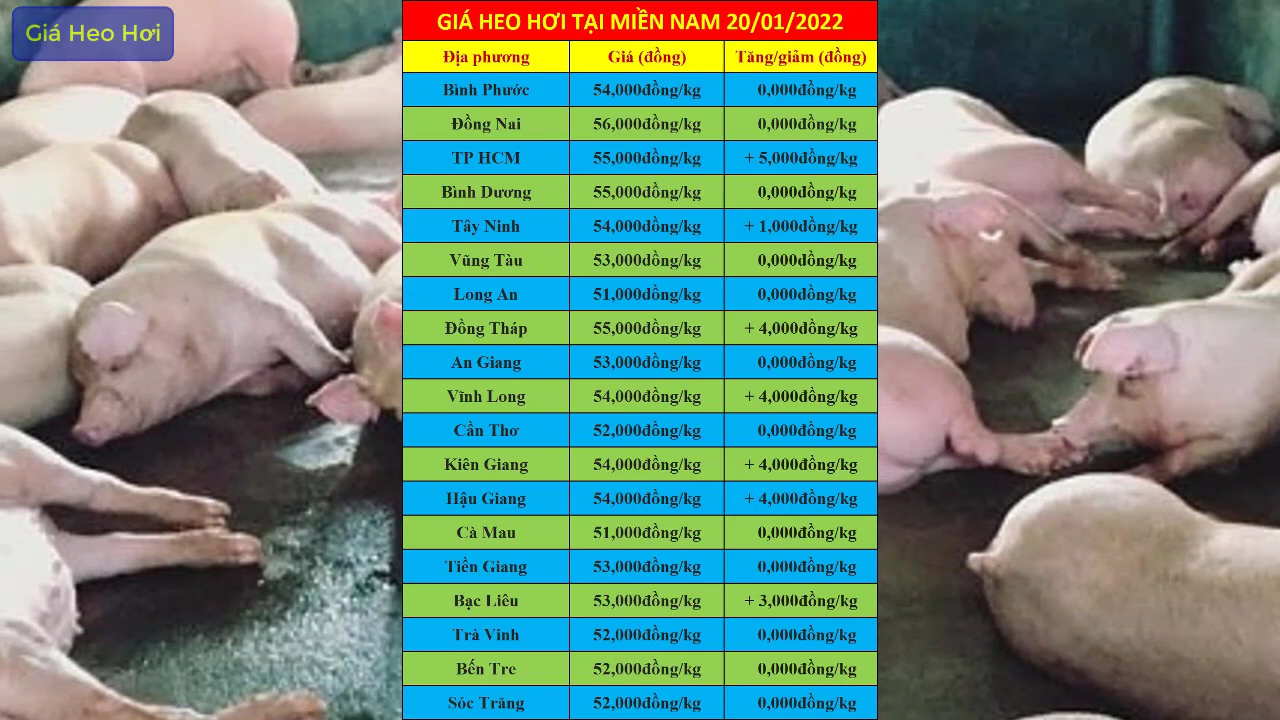 Giá Heo Hơi
GIÁ HEO HƠI TẠI MIỀN NAM 20/01/2022
Địa phương Giá (đồng) Tăng/giảm (đồng)
Bình Phước 54,000đồng/kg 0,000đồng/kg
Đồng Nai 56,000đồng/kg 0,000đồng/kg
TP HCM 55,000đồng/kg + 5,000đồng/kg
Bình Dương 55,000đồng/kg 0,000đồng/kg
Tây Ninh 54,000đồng/kg + 1,000đồng/kg
Vũng Tàu 53,000đồng/kg 0,000đồng/kg
Long An 51,000đồng/kg 0,000đồng/kg
Đồng Tháp 55,000đồng/kg + 4,000đồng/kg
An Giang 53,000đồng/kg 0,000đồng/kg
Vĩnh Long 54,000đồng/kg + 4,000đồng/kg
Cần Thơ 52,000đồng/kg 0,000đồng/kg
Kiên Giang 54,000đồng/kg + 4,000đồng/kg
Hậu Giang 54,000đồng/kg + 4,000đồng/kg
Cà Mau 51,000đồng/kg 0,000đồng/kg
Tiền Giang 53,000đồng/kg 0,000đồng/kg
Bạc Liêu 53,000đồng/kg + 3,000đồng/kg
Trà Vinh 52,000đồng/kg 0,000đồng/kg
Bến Tre 52,000đồng/kg 0,000đồng/kg
Sóc Trăng 52,000đồng/kg 0,000đồng/kg